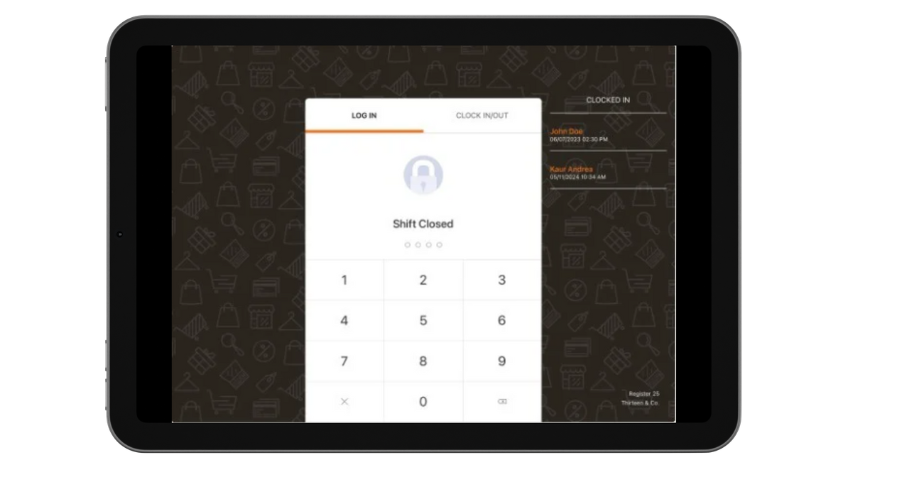 LOG IN
CLOCK IN/OUT
Shift Closed
1 2 3
4 5 6
7 8 9
× 0 ⌫
CLOCKED IN
John Doe
06/07/2023 02:30 PM
Kaur Andrea
05/11/2024 10:34 AM
Register 25
Thirteen & Co.